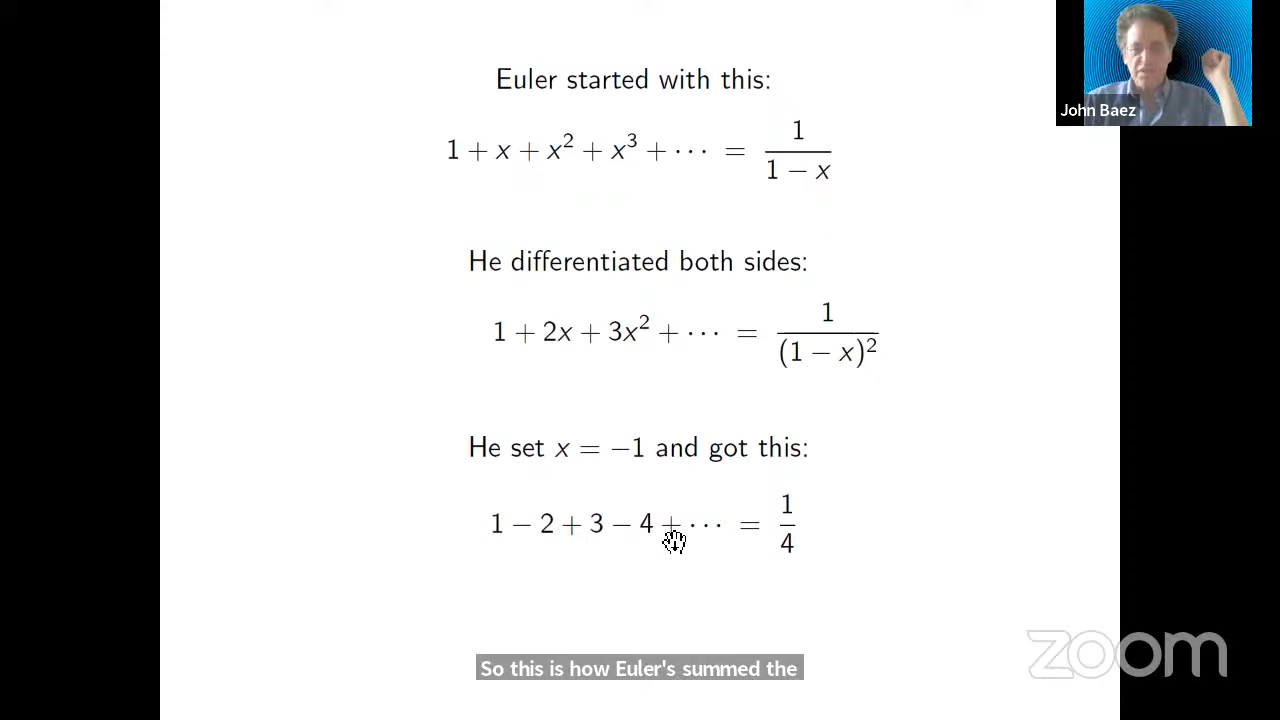 Euler started with this:
1 + x + x² + x³ + ⋯ = 1/(1 − x)
He differentiated both sides:
1 + 2x + 3x² + ⋯ = 1/(1 − x)²
He set x = −1 and got this:
1 − 2 + 3 − 4 + ⋯ = 1/4
John Baez
So this is how Euler's summed the
zoom